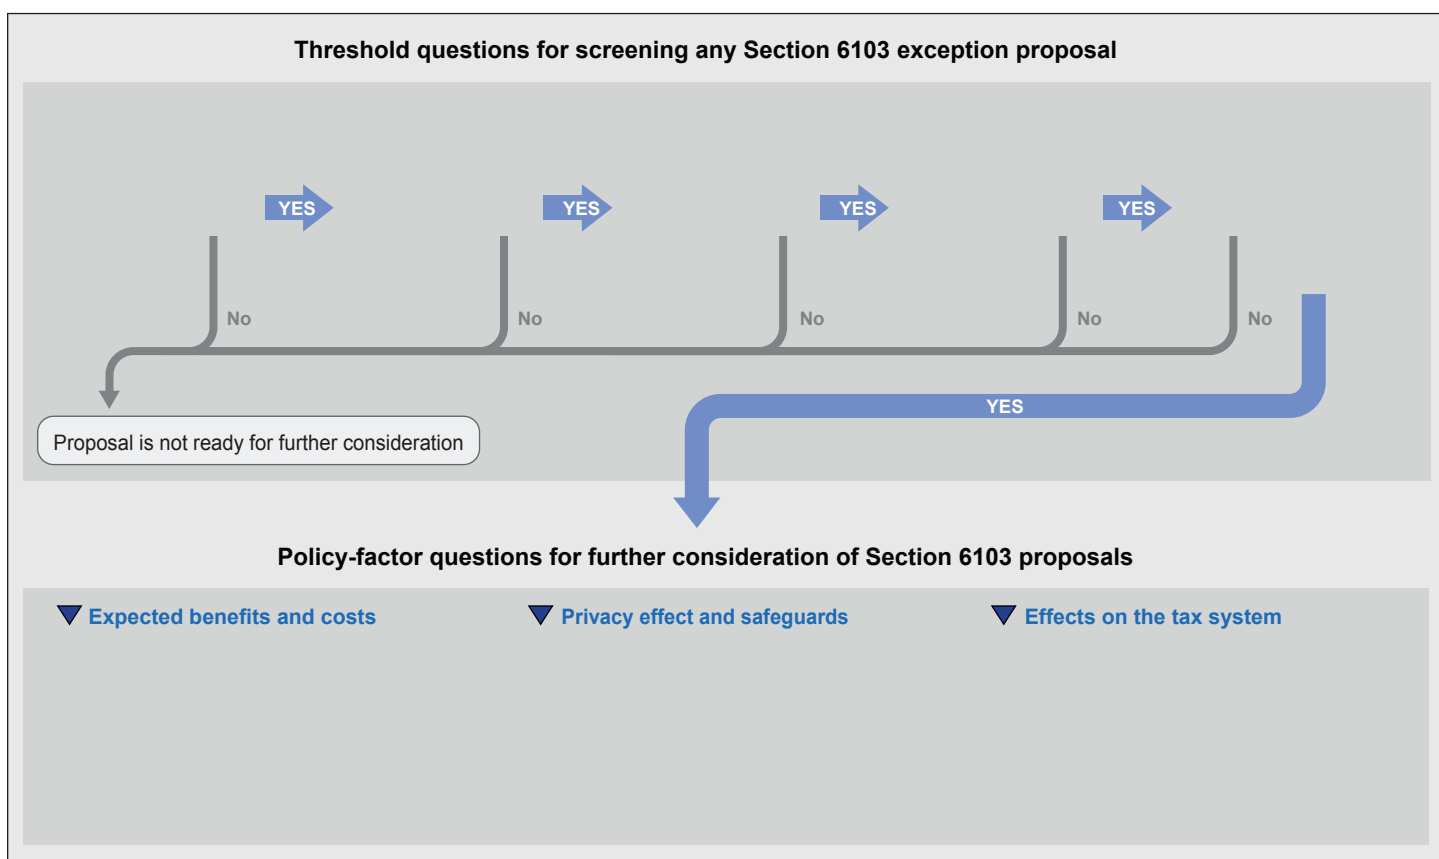 Threshold questions for screening any Section 6103 exception proposal
YES YES YES YES
No No No No No
YES
Proposal is not ready for further consideration
Policy-factor questions for further consideration of Section 6103 proposals
Expected benefits and costs Privacy effect and safeguards Effects on the tax system